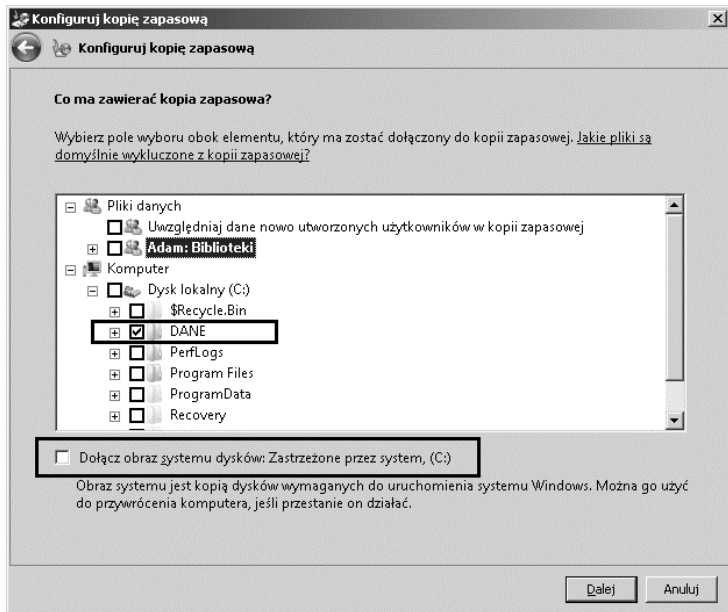 Konfiguruj kopię zapasową
Konfiguruj kopię zapasową
Co ma zawierać kopia zapasowa?
Wybierz pole wyboru obok elementu, który ma zostać dołączony do kopii zapasowej. Jakie pliki są
domyślnie wykluczone z kopii zapasowej?
Pliki danych
Uwzględniaj dane nowo utworzonych użytkowników w kopii zapasowej
Adam: Biblioteki
Komputer
Dysk lokalny (C:)
$Recycle.Bin
DANE
PerfLogs
Program Files
ProgramData
Recovery
Dołącz obraz systemu dysków: Zastrzeżone przez system, (C:)
Obraz systemu jest kopią dysków wymaganych do uruchomienia systemu Windows. Można go użyć
do przywrócenia komputera, jeśli przestanie on działać.
Dalej Anuluj